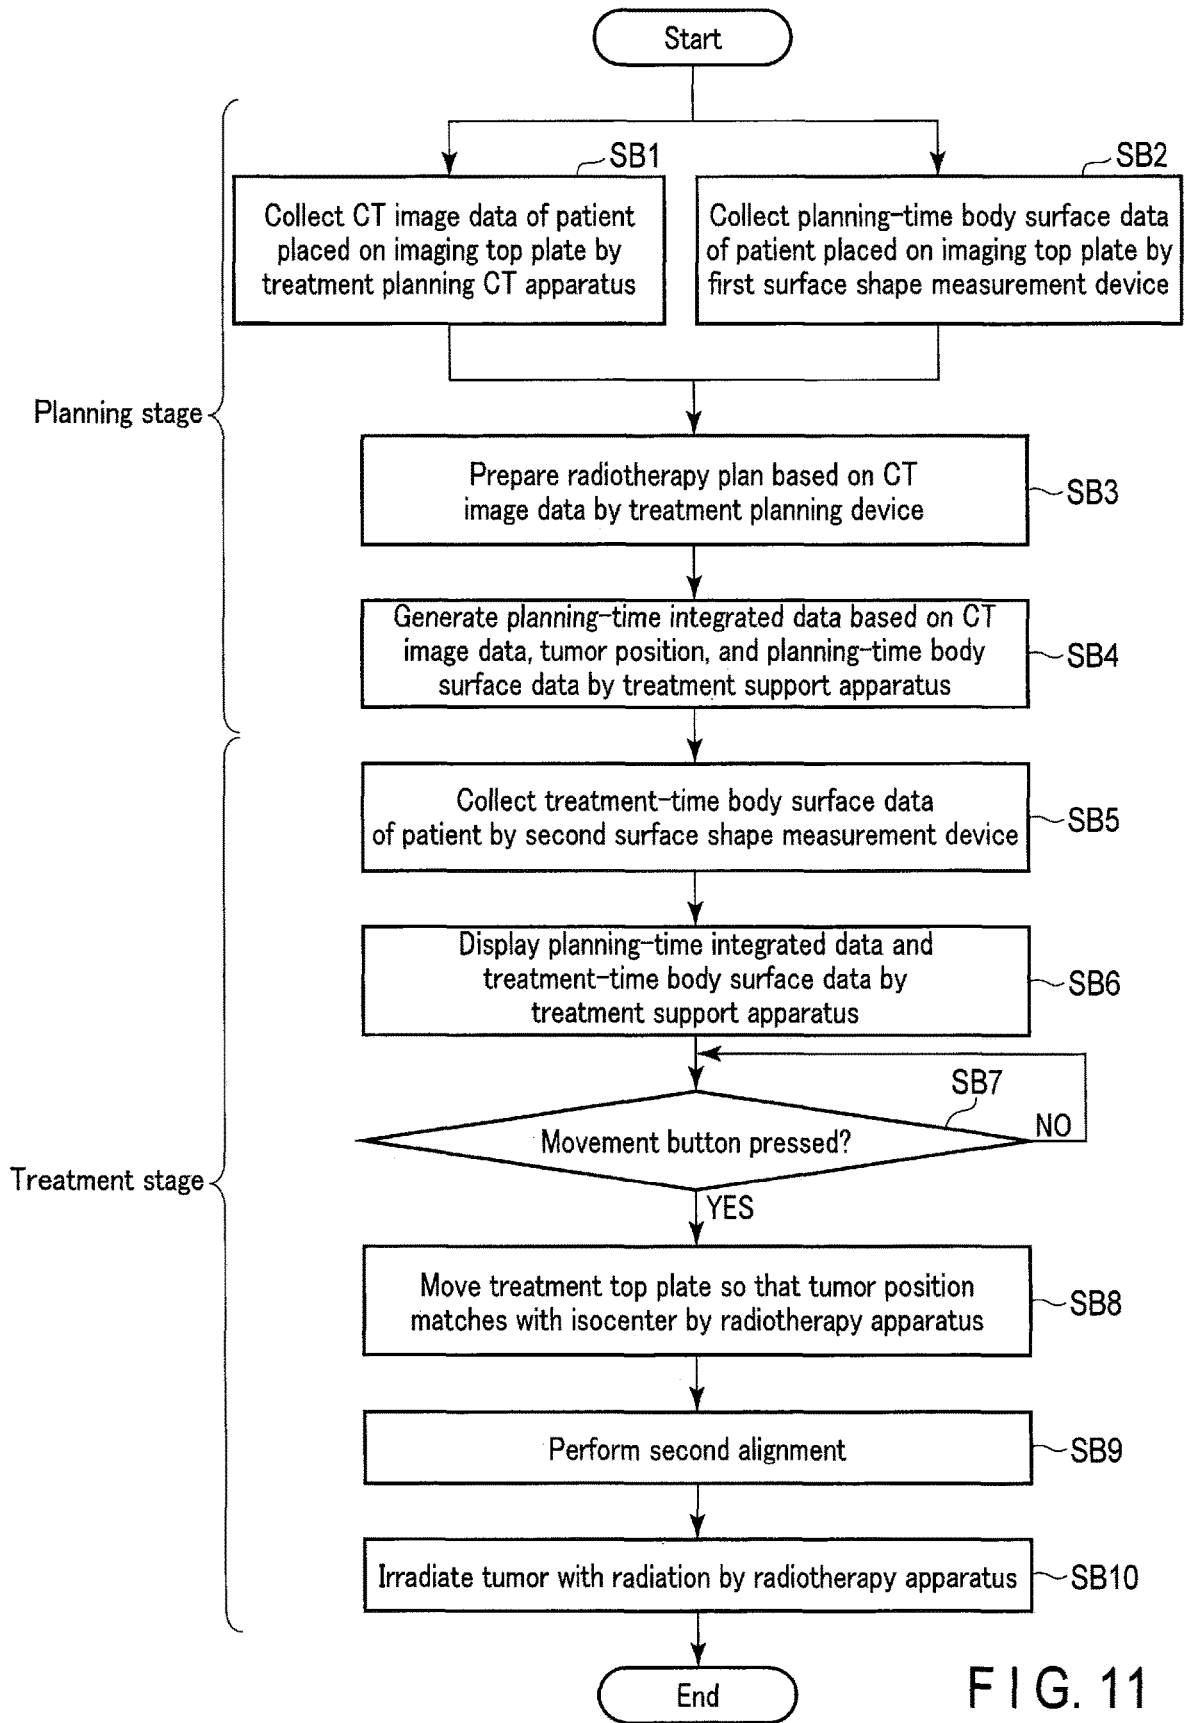 Start
SB1
SB2
Collect CT image data of patient
placed on imaging top plate by
treatment planning CT apparatus
Collect planning-time body surface data
of patient placed on imaging top plate by
first surface shape measurement device
Planning stage
Prepare radiotherapy plan based on CT
image data by treatment planning device
SB3
Generate planning-time integrated data based on CT
image data, tumor position, and planning-time body
surface data by treatment support apparatus
SB4
Collect treatment-time body surface data
of patient by second surface shape measurement device
SB5
Display planning-time integrated data and
treatment-time body surface data by
treatment support apparatus
SB6
SB7
Movement button pressed?
NO
YES
Treatment stage
Move treatment top plate so that tumor position
matches with isocenter by radiotherapy apparatus
SB8
Perform second alignment
SB9
Irradiate tumor with radiation by radiotherapy apparatus
SB10
End
FIG. 11